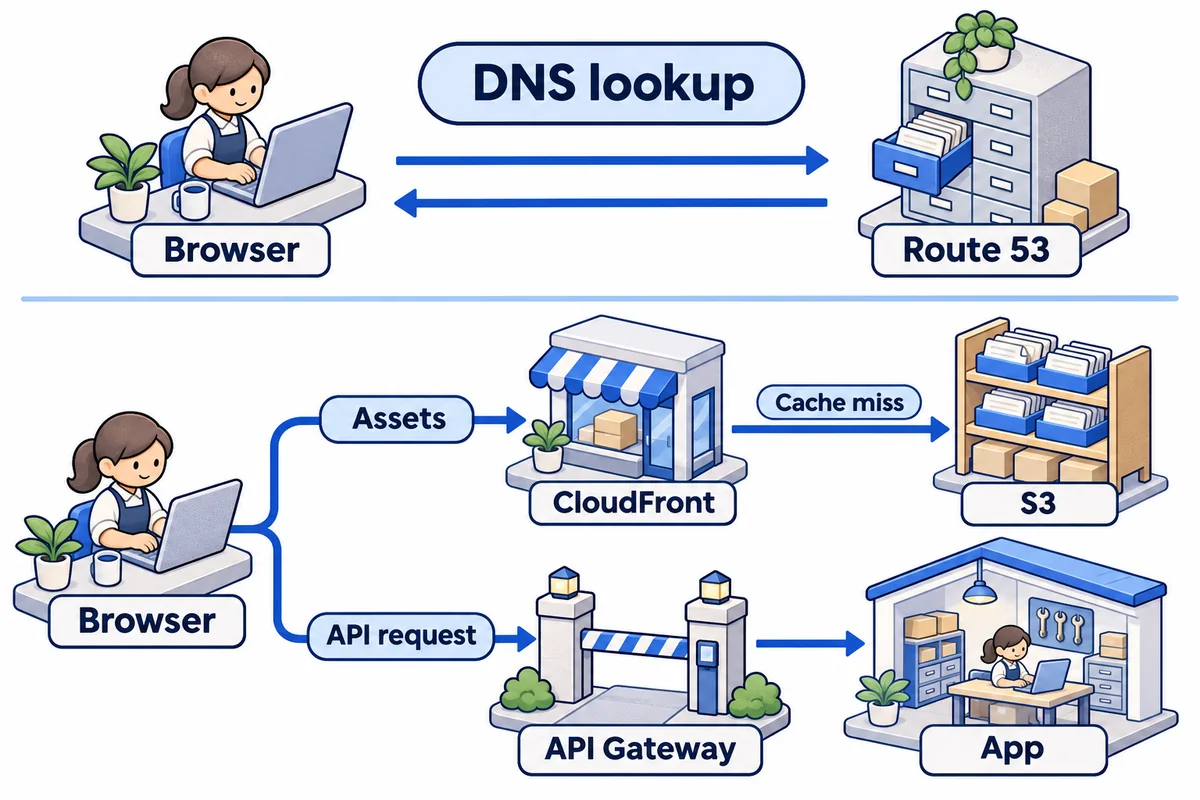 DNS lookup
Browser
Route 53
Assets
Cache miss
CloudFront
S3
Browser
API request
API Gateway
App